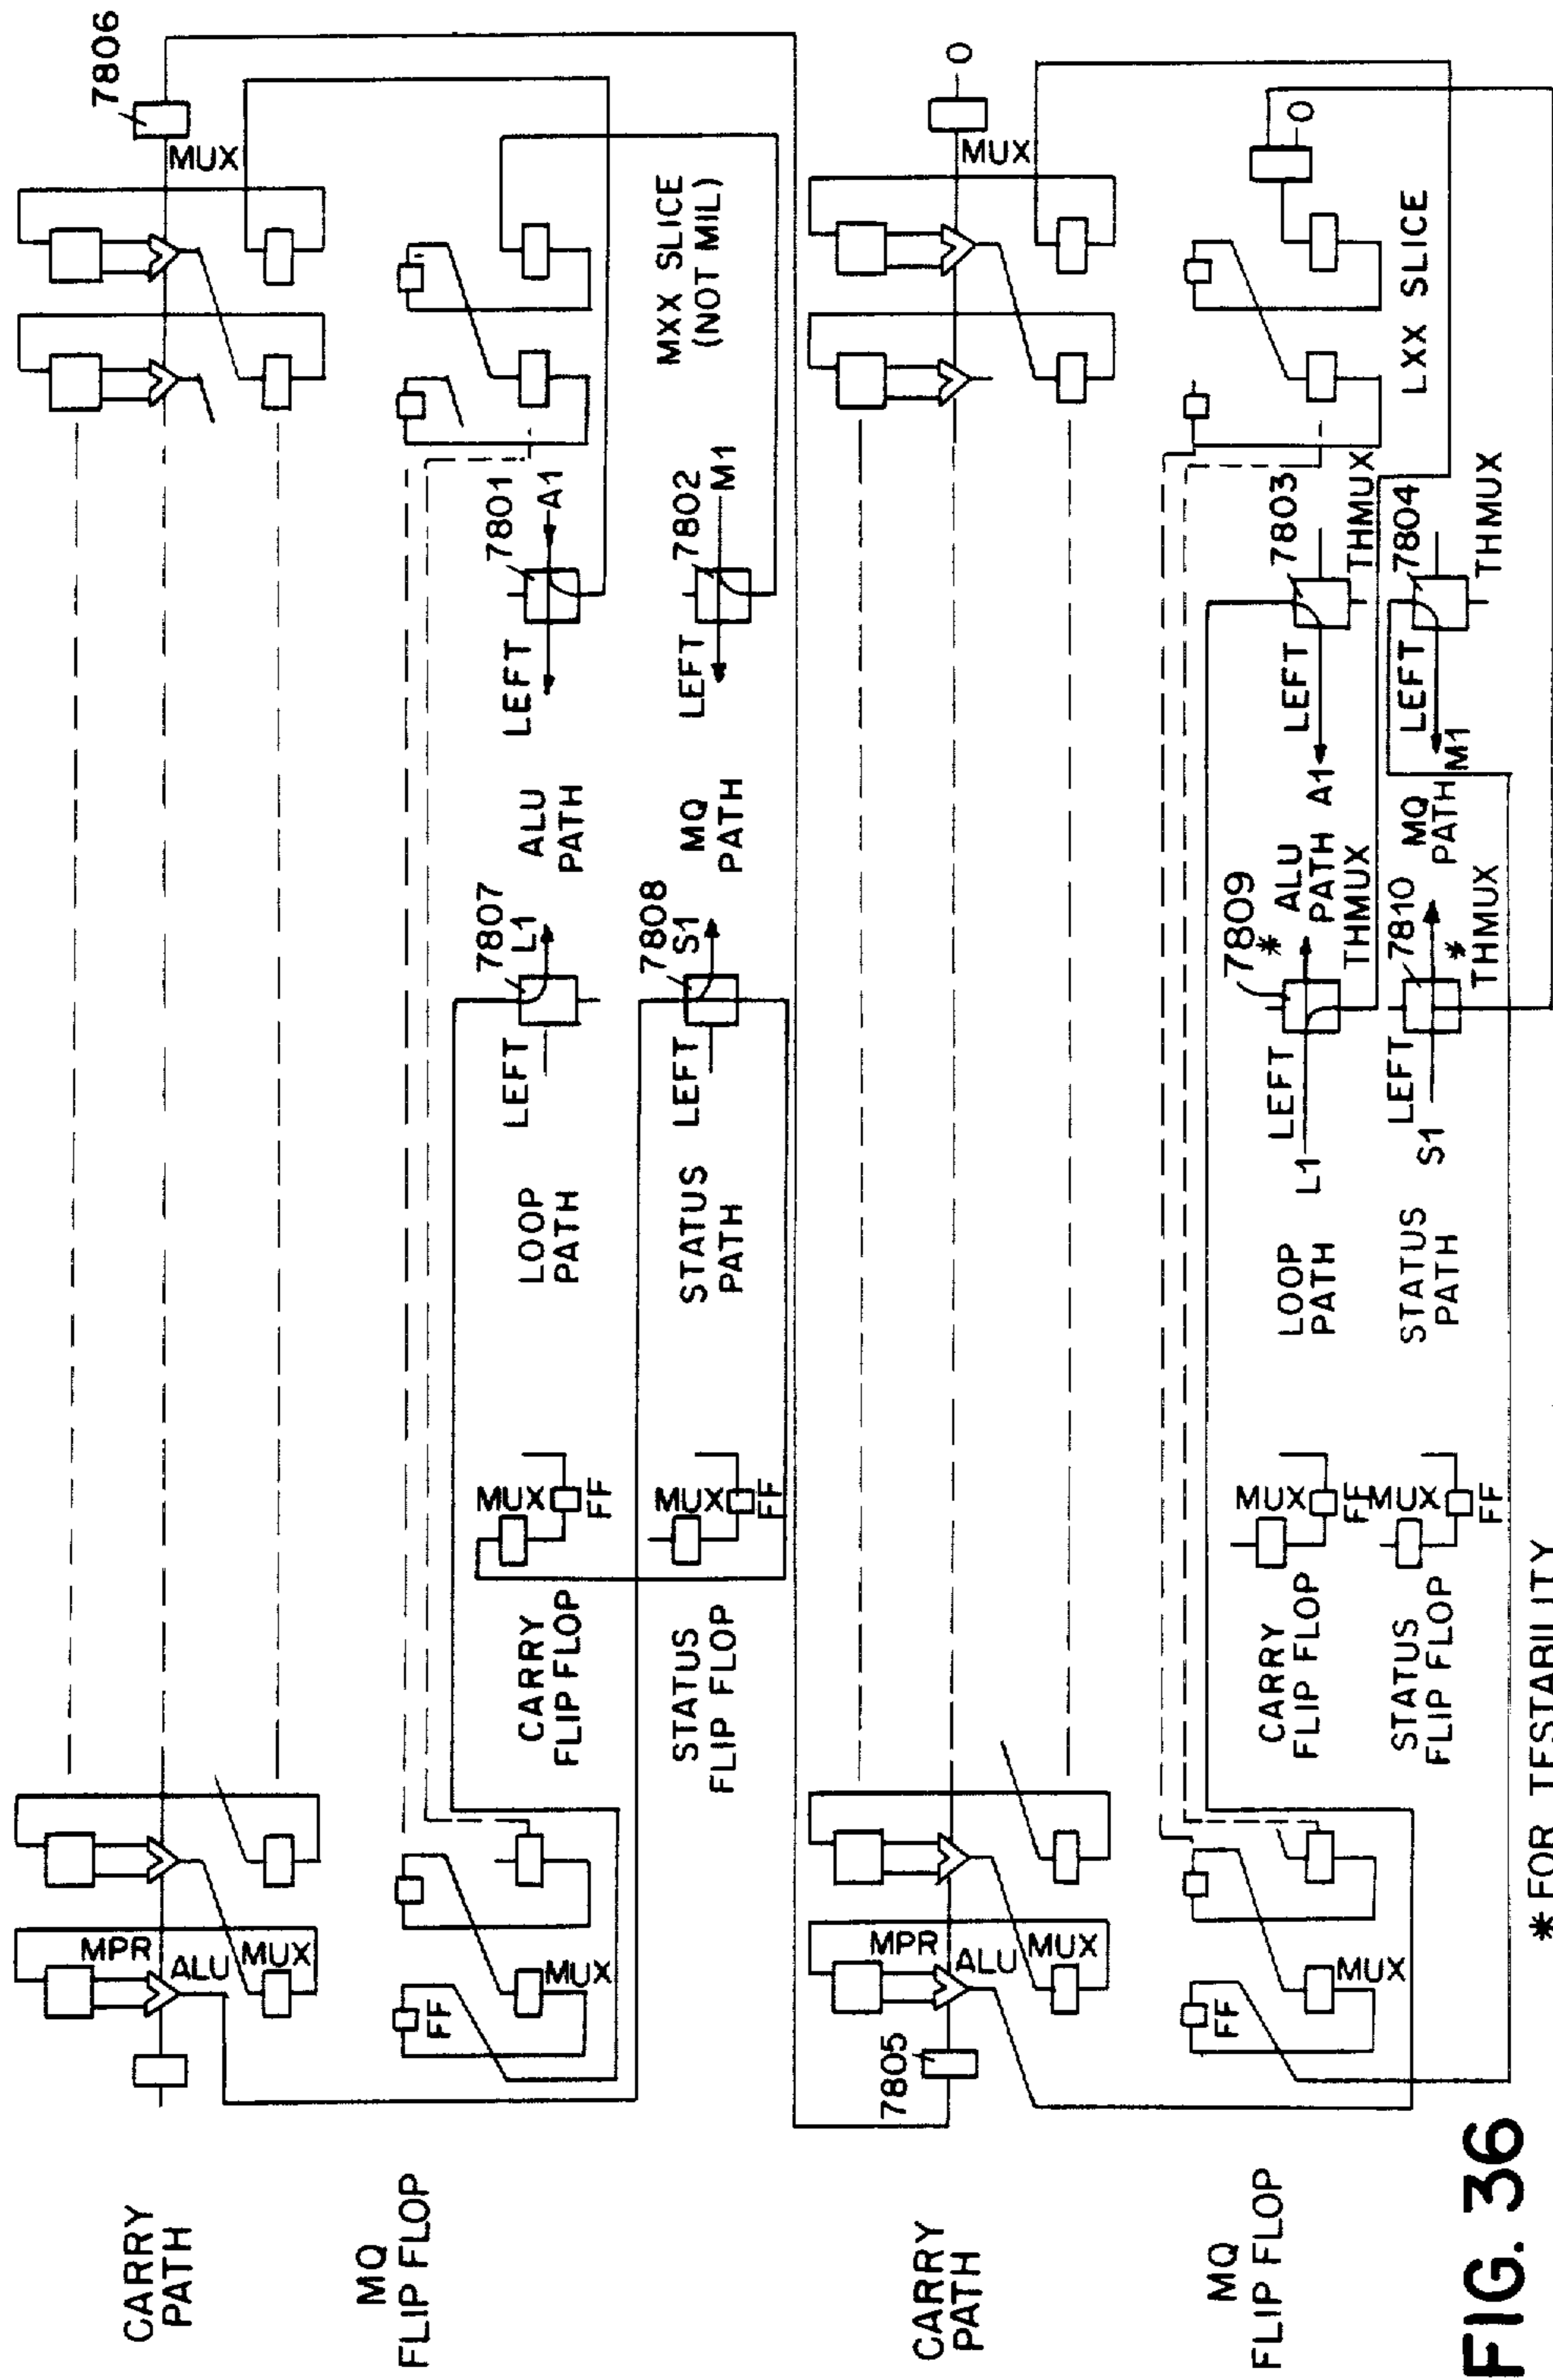 CARRY
PATH
MPR
ALU
MUX
MUX
7806
MQ
FLIP FLOP
FF
MUX
CARRY
FLIP FLOP
MUX
FF
LOOP
PATH
LEFT
7807
L1
ALU
PATH
LEFT
7801
A1
STATUS
FLIP FLOP
MUX
FF
STATUS
PATH
LEFT
7808
S1
MQ
PATH
LEFT
7802
M1
MXX SLICE
(NOT MIL)
CARRY
PATH
7805
MPR
ALU
MUX
MUX
0
MQ
FLIP FLOP
FF
MUX
CARRY
FLIP FLOP
MUX
FF
LOOP
PATH
L1
LEFT
7809
*
ALU
PATH
THMUX
A1
LEFT
7803
THMUX
0
STATUS
FLIP FLOP
MUX
FF
STATUS
PATH
S1
LEFT
7810
*
THMUX
MQ
PATH
M1
LEFT
7804
THMUX
LXX SLICE
* FOR TESTABILITY
FIG. 36